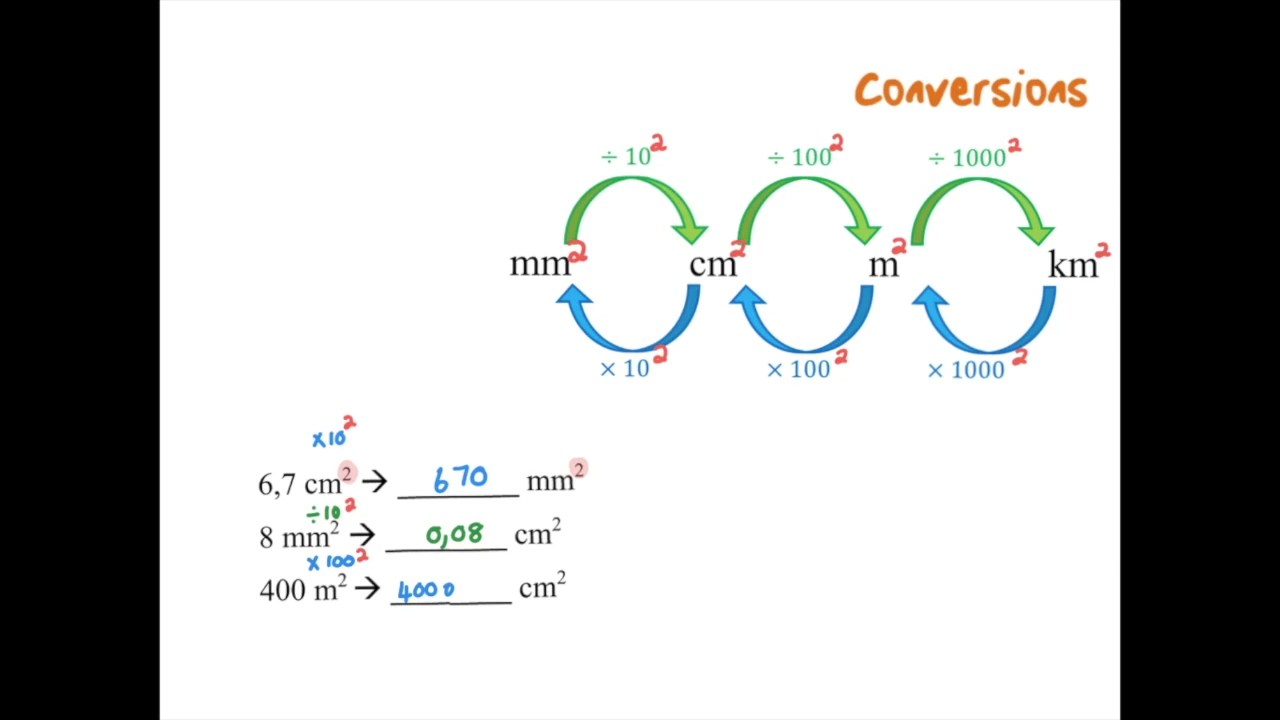 Conversions
÷ 10² ÷ 100² ÷ 1000²
mm² cm² m² km²
× 10² × 100² × 1000²
×10²
6,7 cm² → 670 mm²
÷10²
8 mm² → 0,08 cm²
×100²
400 m² → 4000 cm²